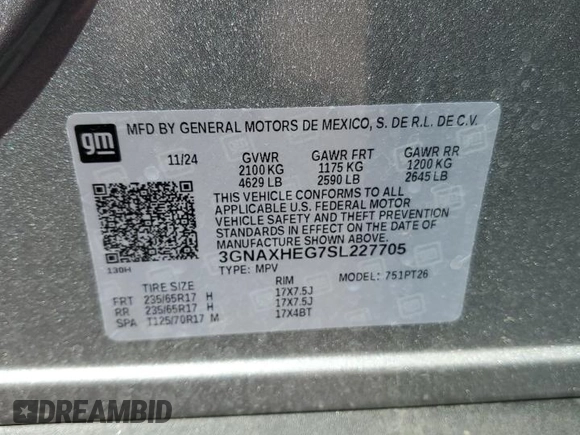 gm
MFD BY GENERAL MOTORS DE MEXICO, S. DE R.L. DE C.V.
11/24 GVWR GAWR FRT GAWR RR
2100 KG 1175 KG 1200 KG
4629 LB 2590 LB 2645 LB
THIS VEHICLE CONFORMS TO ALL
APPLICABLE U.S. FEDERAL MOTOR
VEHICLE SAFETY AND THEFT PREVENTION
STANDARDS IN EFFECT ON THE DATE OF
MANUFACTURE SHOWN ABOVE.
130H 3GNAXHEG7SL227705
TYPE: MPV MODEL: 751PT26
TIRE SIZE RIM
FRT 235/65R17 H 17X7.5J
RR 235/65R17 H 17X7.5J
SPA T125/70R17 M 17X4BT
DREAMBID